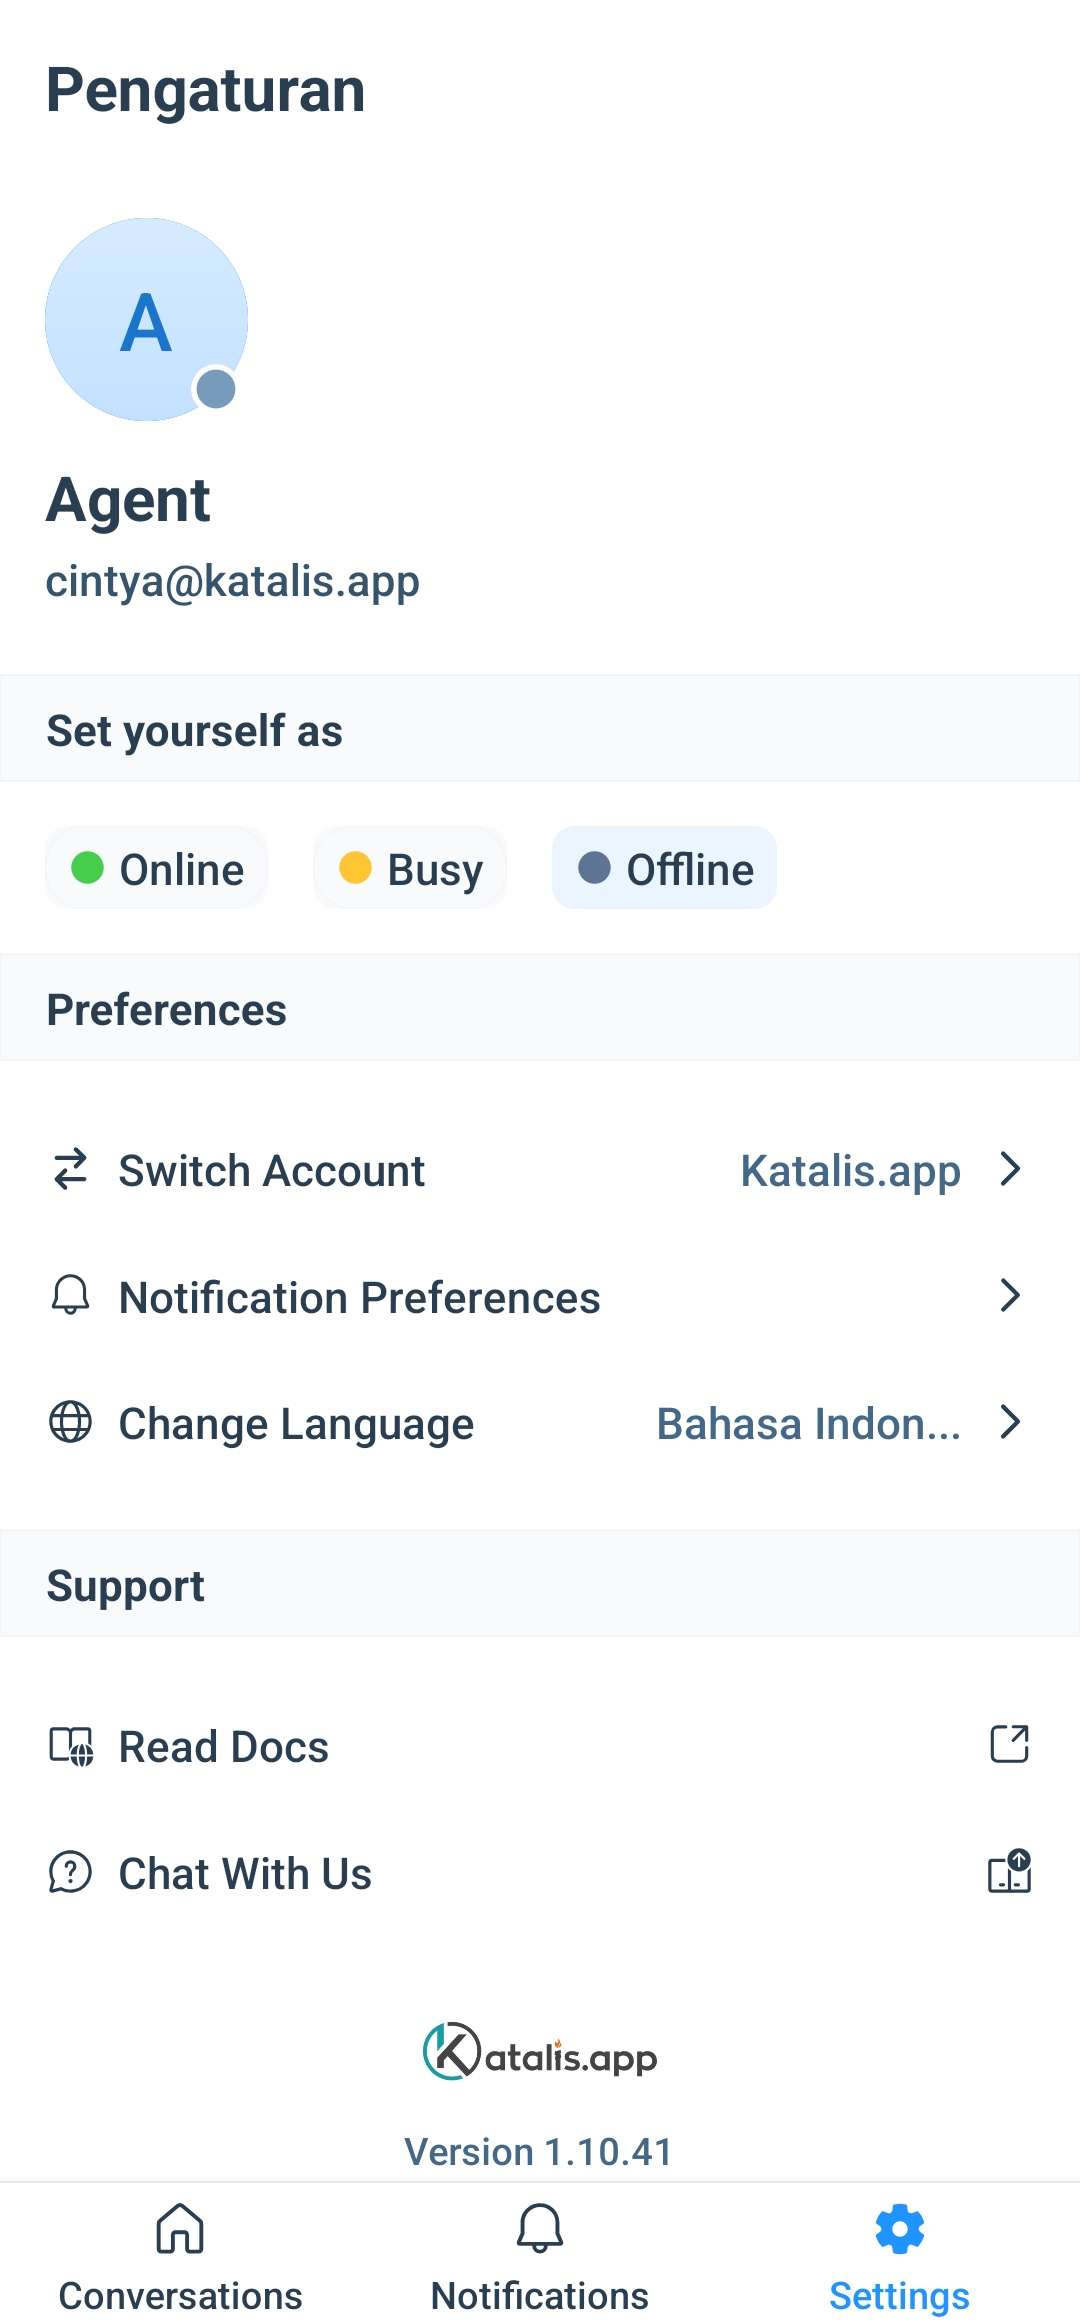 Pengaturan
A
Agent
cintya@katalis.app
Set yourself as
Online Busy Offline
Preferences
Switch Account Katalis.app
Notification Preferences
Change Language Bahasa Indon...
Support
Read Docs
Chat With Us
Katalis.app
Version 1.10.41
Conversations Notifications Settings